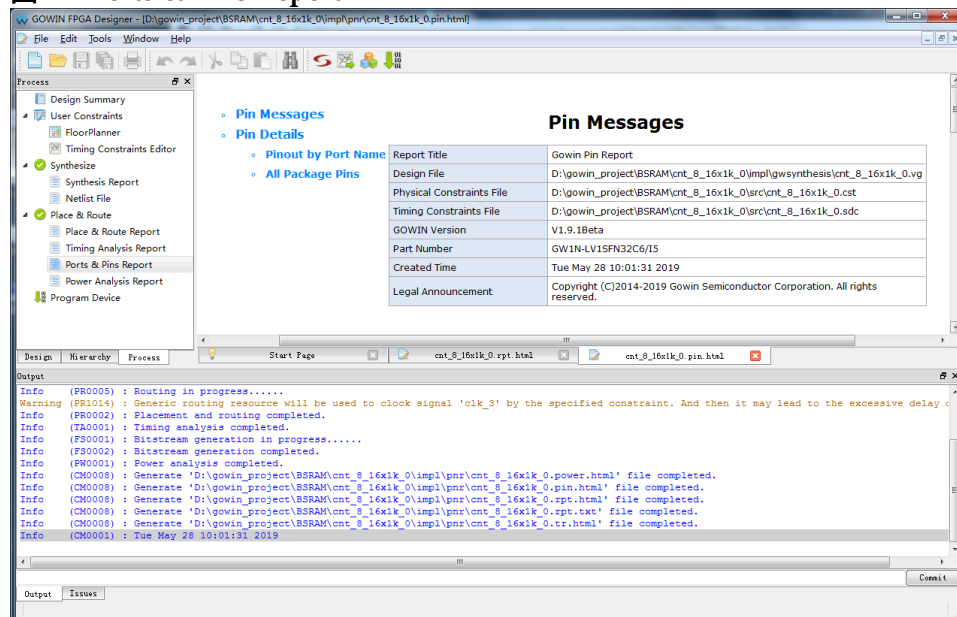 GOWIN FPGA Designer - [D:\gowin_project\BSRAM\cnt_8_16x1k_0\impl\pnr\cnt_8_16x1k_0.pin.html]
File Edit Tools Window Help
Process
Design Summary
User Constraints
FloorPlanner
Timing Constraints Editor
Synthesize
Synthesis Report
Netlist File
Place & Route
Place & Route Report
Timing Analysis Report
Ports & Pins Report
Power Analysis Report
Program Device
Design Hierarchy Process
Pin Messages
Pin Details
Pinout by Port Name
All Package Pins
Pin Messages
Report Title Gowin Pin Report
Design File D:\gowin_project\BSRAM\cnt_8_16x1k_0\impl\gwsynthesis\cnt_8_16x1k_0.vg
Physical Constraints File D:\gowin_project\BSRAM\cnt_8_16x1k_0\src\cnt_8_16x1k_0.cst
Timing Constraints File D:\gowin_project\BSRAM\cnt_8_16x1k_0\src\cnt_8_16x1k_0.sdc
GOWIN Version V1.9.1Beta
Part Number GW1N-LV1SFN32C6/I5
Created Time Tue May 28 10:01:31 2019
Legal Announcement Copyright (C)2014-2019 Gowin Semiconductor Corporation. All rights
reserved.
Start Page cnt_8_16x1k_0.rpt.html cnt_8_16x1k_0.pin.html
Output
Info (PR0005) : Routing in progress......
Warning (PR1014) : Generic routing resource will be used to clock signal 'clk_3' by the specified constraint. And then it may lead to the excessive delay
Info (PR0002) : Placement and routing completed.
Info (TA0001) : Timing analysis completed.
Info (FS0001) : Bitstream generation in progress......
Info (FS0002) : Bitstream generation completed.
Info (PW0001) : Power analysis completed.
Info (CM0008) : Generate 'D:\gowin_project\BSRAM\cnt_8_16x1k_0\impl\pnr\cnt_8_16x1k_0.power.html' file completed.
Info (CM0008) : Generate 'D:\gowin_project\BSRAM\cnt_8_16x1k_0\impl\pnr\cnt_8_16x1k_0.pin.html' file completed.
Info (CM0008) : Generate 'D:\gowin_project\BSRAM\cnt_8_16x1k_0\impl\pnr\cnt_8_16x1k_0.rpt.html' file completed.
Info (CM0008) : Generate 'D:\gowin_project\BSRAM\cnt_8_16x1k_0\impl\pnr\cnt_8_16x1k_0.rpt.txt' file completed.
Info (CM0008) : Generate 'D:\gowin_project\BSRAM\cnt_8_16x1k_0\impl\pnr\cnt_8_16x1k_0.tr.html' file completed.
Info (CM0001) : Tue May 28 10:01:31 2019
Commit
Output Issues